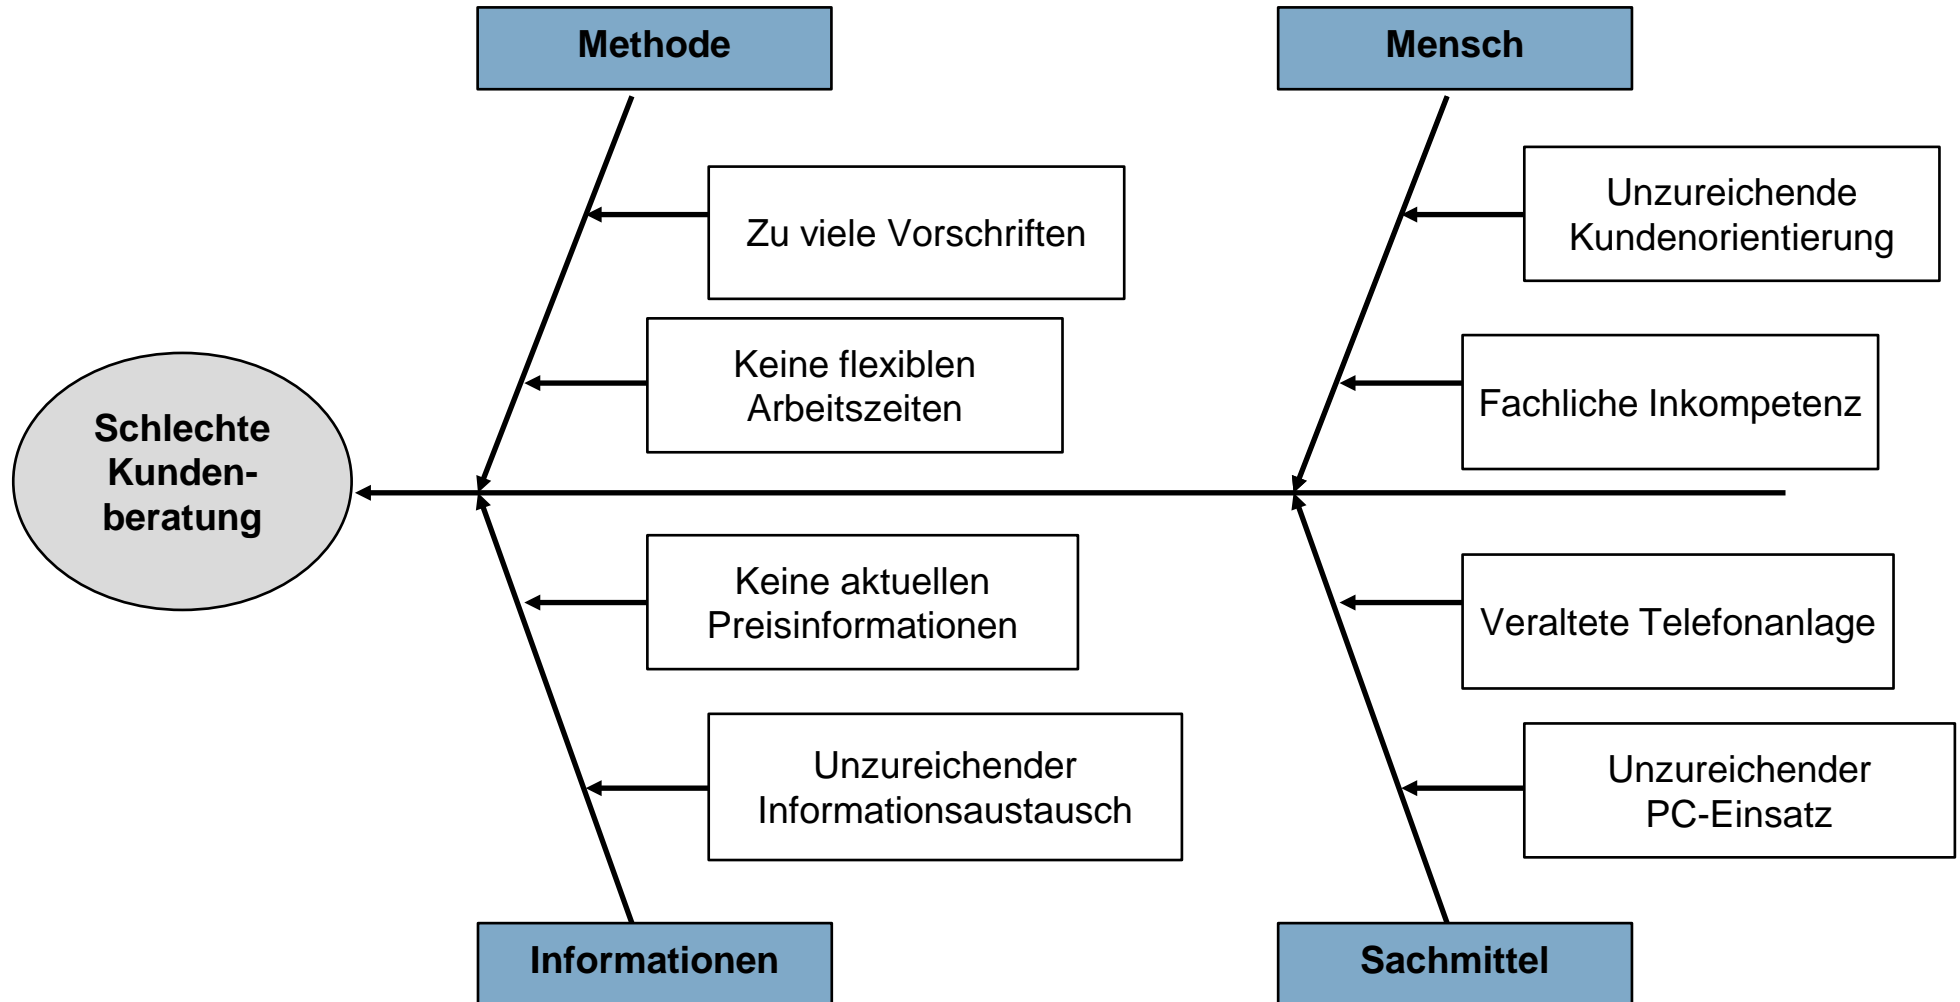 Methode
Mensch
Zu viele Vorschriften
Unzureichende
Kundenorientierung
Keine flexiblen
Arbeitszeiten
Fachliche Inkompetenz
Schlechte
Kunden-
beratung
Keine aktuellen
Preisinformationen
Veraltete Telefonanlage
Unzureichender
Informationsaustausch
Unzureichender
PC-Einsatz
Informationen
Sachmittel